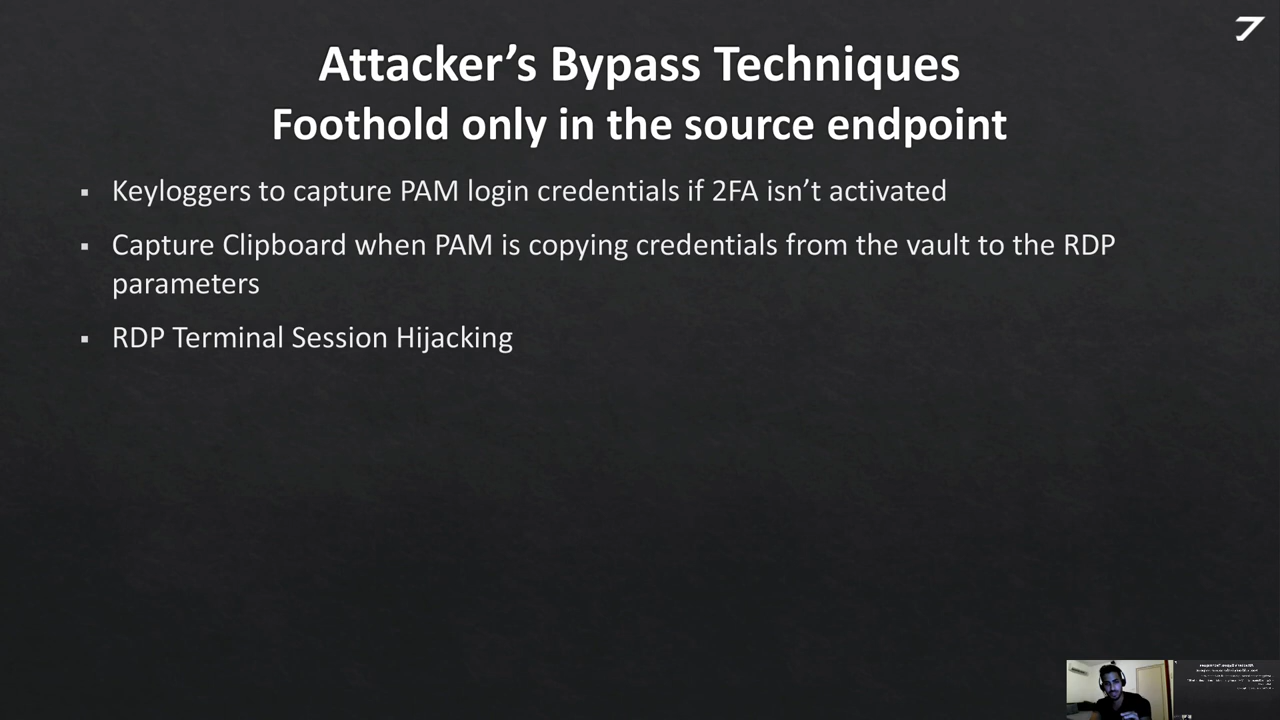 Attacker’s Bypass Techniques
Foothold only in the source endpoint
▪ Keyloggers to capture PAM login credentials if 2FA isn’t activated
▪ Capture Clipboard when PAM is copying credentials from the vault to the RDP
parameters
▪ RDP Terminal Session Hijacking